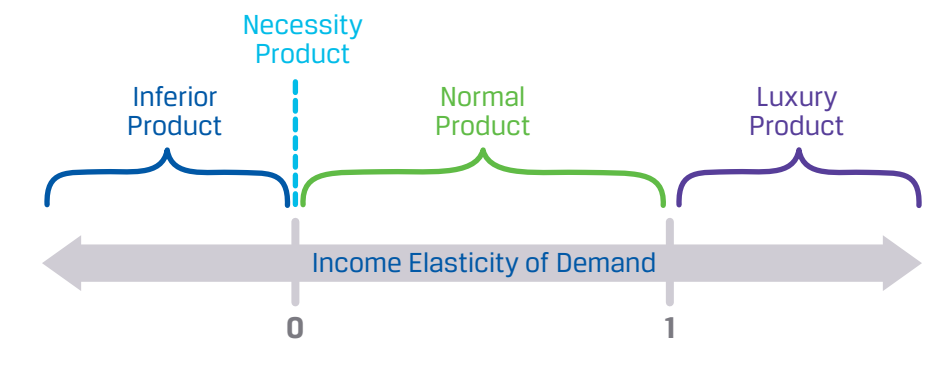 Necessity
Product
Inferior
Product
Normal
Product
Luxury
Product
Income Elasticity of Demand
0
1